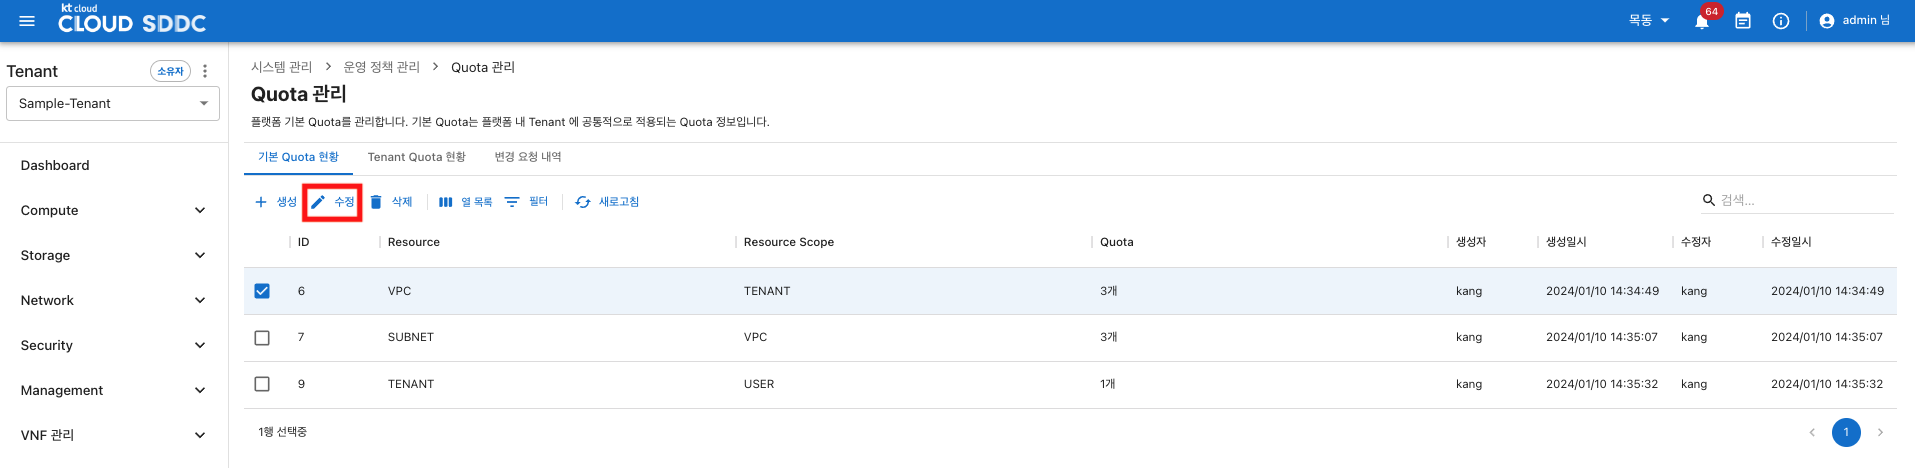 kt cloud
CLOUD SDDC
목동
64
admin 님
Tenant
소유자
Sample-Tenant
Dashboard
Compute
Storage
Network
Security
Management
VNF 관리
시스템 관리 > 운영 정책 관리 > Quota 관리
Quota 관리
플랫폼 기본 Quota를 관리합니다. 기본 Quota는 플랫폼 내 Tenant 에 공통적으로 적용되는 Quota 정보입니다.
기본 Quota 현황 Tenant Quota 현황 변경 요청 내역
생성 수정 삭제 열 목록 필터 새로고침 검색...
ID Resource Resource Scope Quota 생성자 생성일시 수정자 수정일시
6 VPC TENANT 3개 kang 2024/01/10 14:34:49 kang 2024/01/10 14:34:49
7 SUBNET VPC 3개 kang 2024/01/10 14:35:07 kang 2024/01/10 14:35:07
9 TENANT USER 1개 kang 2024/01/10 14:35:32 kang 2024/01/10 14:35:32
1행 선택중
1